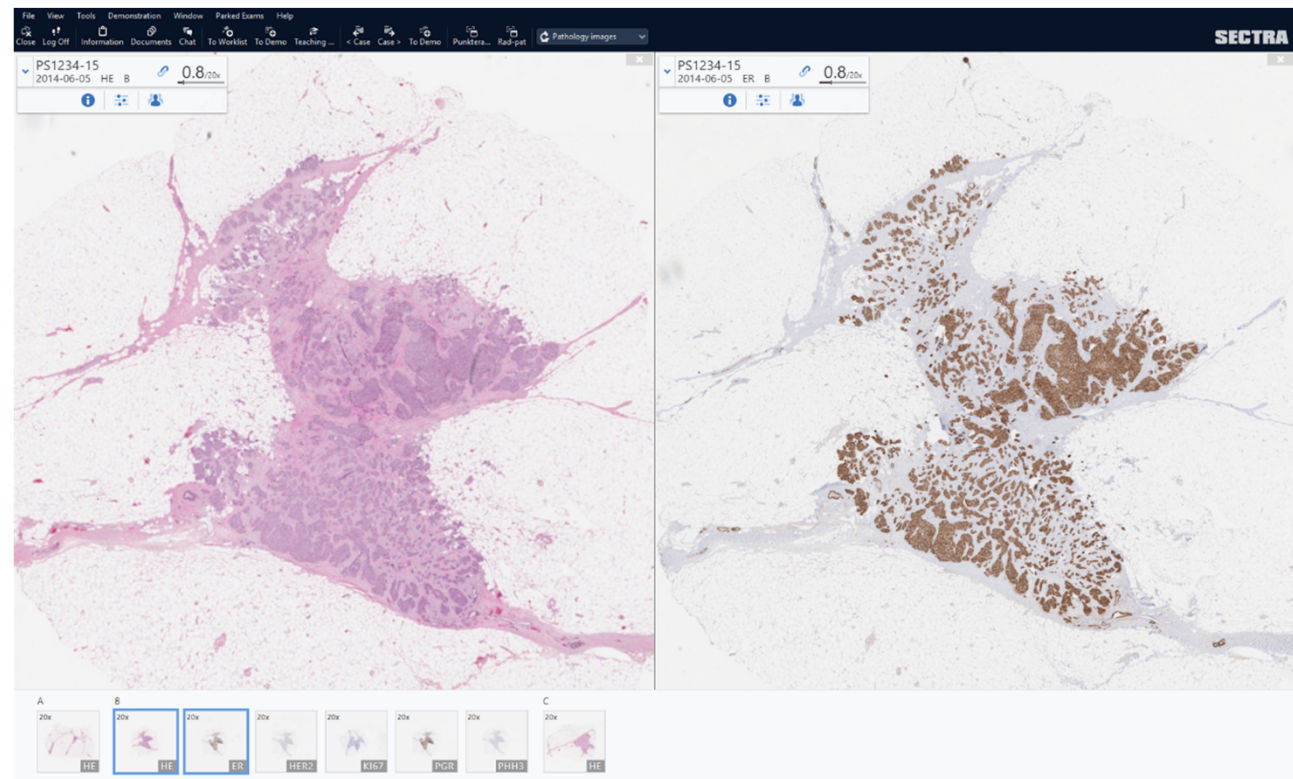 File View Tools Demonstration Window Parked Exams Help
Close Log Off Information Documents Chat To Worklist To Demo Teaching ... < Case Case > To Demo Punktera... Rad-pat Pathology images
SECTRA
PS1234-15
2014-06-05 HE B 0.8/20x
PS1234-15
2014-06-05 ER B 0.8/20x
A B C
20x 20x 20x 20x 20x 20x 20x 20x
HE HE ER HER2 KI67 PGR PHH3 HE